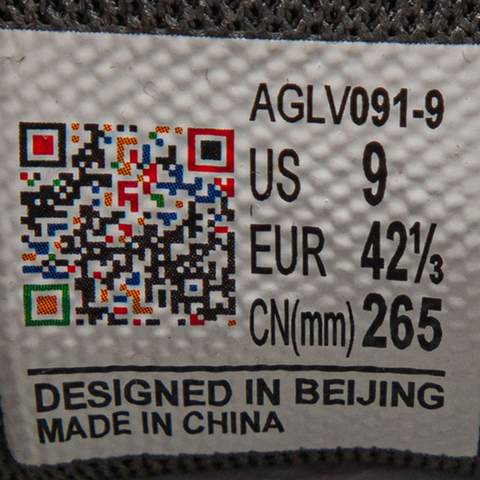 AGLV091-9
US 9
EUR 42⅓
CN(mm) 265
DESIGNED IN BEIJING
MADE IN CHINA